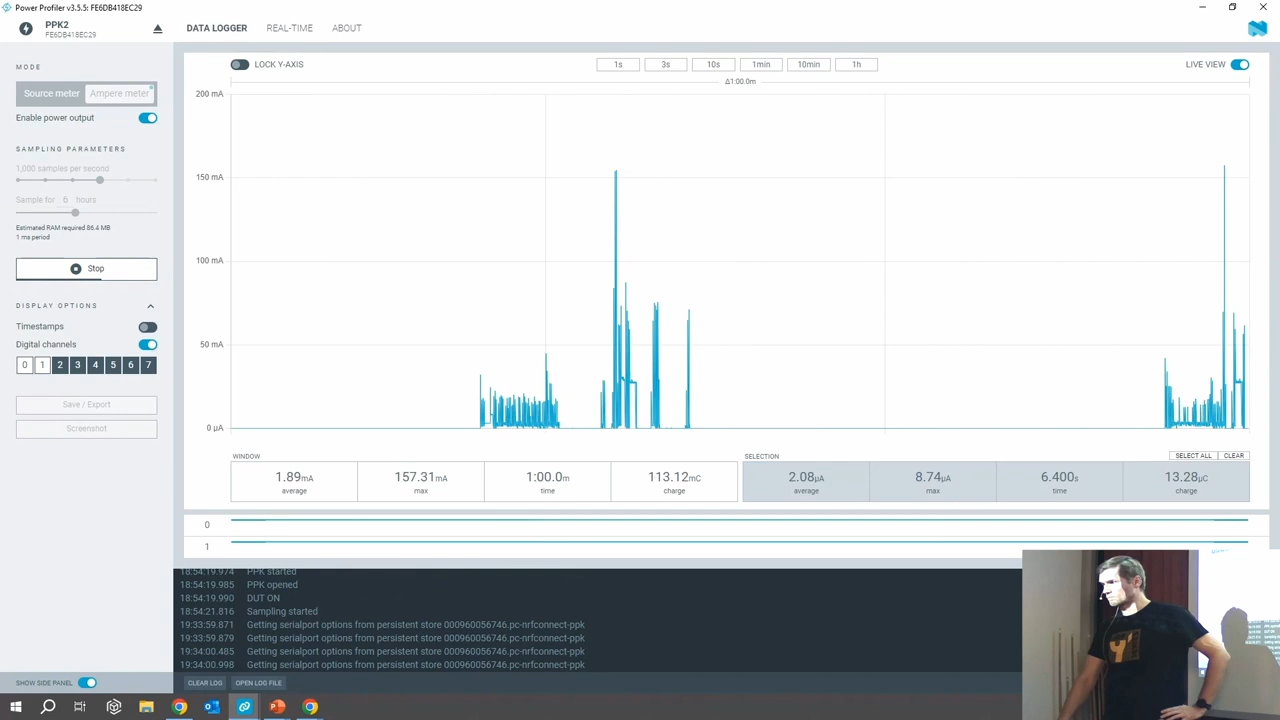 Power Profiler v3.5.5: FE6DB418EC29
PPK2
FE6DB418EC29
DATA LOGGER REAL-TIME ABOUT
MODE
Source meter Ampere meter
Enable power output
SAMPLING PARAMETERS
1,000 samples per second
Sample for 6 hours
Estimated RAM required 86.4 MB
1 ms period
Stop
DISPLAY OPTIONS
Timestamps
Digital channels
0 1 2 3 4 5 6 7
Save / Export
Screenshot
SHOW SIDE PANEL
LOCK Y-AXIS
1s 3s 10s 1min 10min 1h
LIVE VIEW
Δ1:00.0m
200 mA
150 mA
100 mA
50 mA
0 µA
WINDOW
1.89mA 157.31mA 1:00.0m 113.12mC
average max time charge
SELECTION
SELECT ALL CLEAR
2.08µA 8.74µA 6.400s 13.28µC
average max time charge
0
1
18:54:19.974 PPK started
18:54:19.985 PPK opened
18:54:19.990 DUT ON
18:54:21.816 Sampling started
19:33:59.871 Getting serialport options from persistent store 000960056746.pc-nrfconnect-ppk
19:33:59.879 Getting serialport options from persistent store 000960056746.pc-nrfconnect-ppk
19:34:00.485 Getting serialport options from persistent store 000960056746.pc-nrfconnect-ppk
19:34:00.998 Getting serialport options from persistent store 000960056746.pc-nrfconnect-ppk
CLEAR LOG OPEN LOG FILE